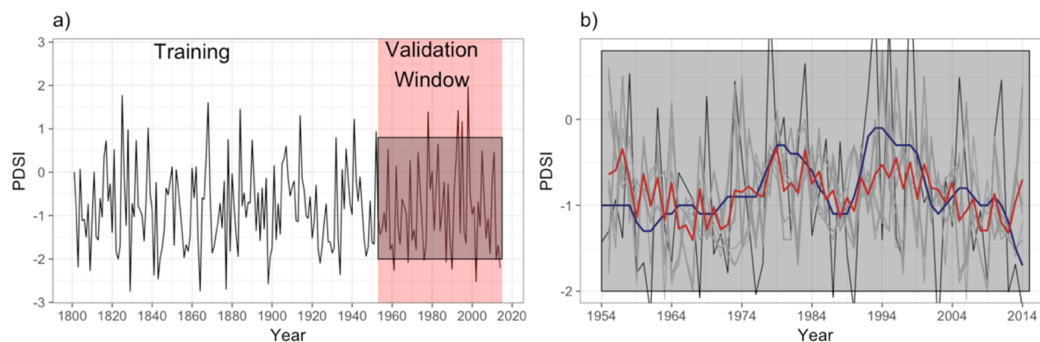 a)
Training
Validation
Window
PDSI
3
2
1
0
-1
-2
-3
1800 1820 1840 1860 1880 1900 1920 1940 1960 1980 2000 2020
Year
b)
PDSI
0
-1
-2
1954 1964 1974 1984 1994 2004 2014
Year